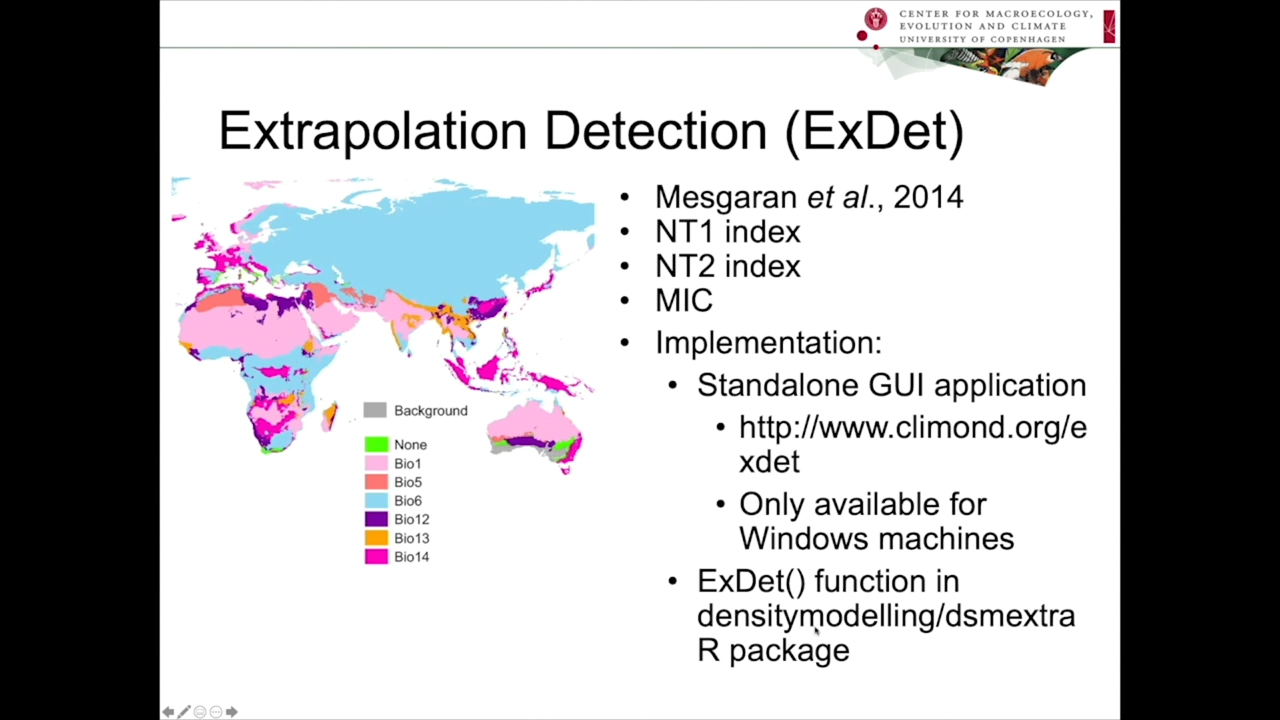 CENTER FOR MACROECOLOGY,
EVOLUTION AND CLIMATE
UNIVERSITY OF COPENHAGEN
Extrapolation Detection (ExDet)
• Mesgaran et al., 2014
• NT1 index
• NT2 index
• MIC
• Implementation:
• Standalone GUI application
• http://www.climond.org/e
xdet
• Only available for
Windows machines
• ExDet() function in
densitymodelling/dsmextra
R package
Background
None
Bio1
Bio5
Bio6
Bio12
Bio13
Bio14